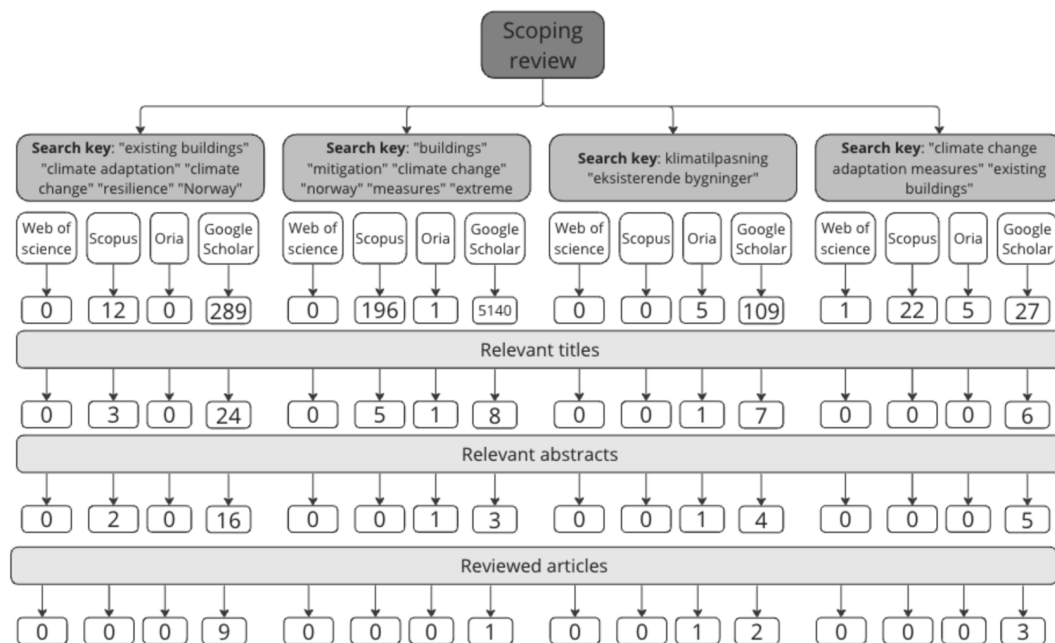 Scoping
review
Search key: "existing buildings"
"climate adaptation" "climate
change" "resilience" "Norway"
Search key: "buildings"
"mitigation" "climate change"
"norway" "measures" "extreme
Search key: klimatilpasning
"eksisterende bygninger"
Search key: "climate change
adaptation measures" "existing
buildings"
Web of
science
Scopus
Oria
Google
Scholar
Web of
science
Scopus
Oria
Google
Scholar
Web of
science
Scopus
Oria
Google
Scholar
Web of
science
Scopus
Oria
Google
Scholar
0 12 0 289 0 196 1 5140 0 0 5 109 1 22 5 27
Relevant titles
0 3 0 24 0 5 1 8 0 0 1 7 0 0 0 6
Relevant abstracts
0 2 0 16 0 0 1 3 0 0 1 4 0 0 0 5
Reviewed articles
0 0 0 9 0 0 0 1 0 0 1 2 0 0 0 3